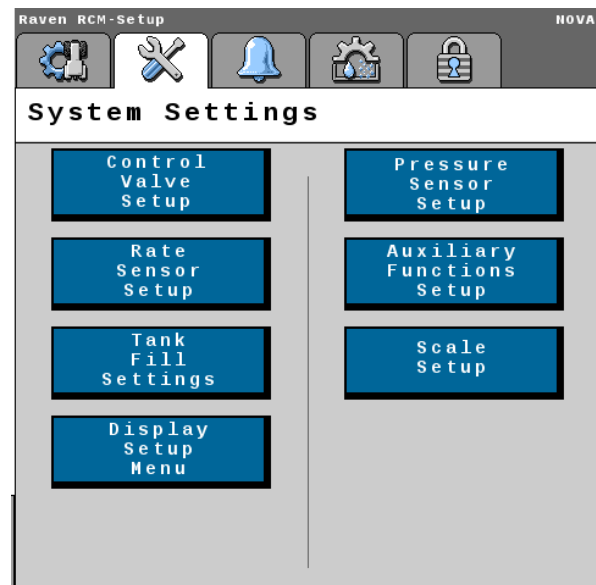 Raven RCM-Setup NOVA
System Settings
Control
Valve
Setup
Pressure
Sensor
Setup
Rate
Sensor
Setup
Auxiliary
Functions
Setup
Tank
Fill
Settings
Scale
Setup
Display
Setup
Menu